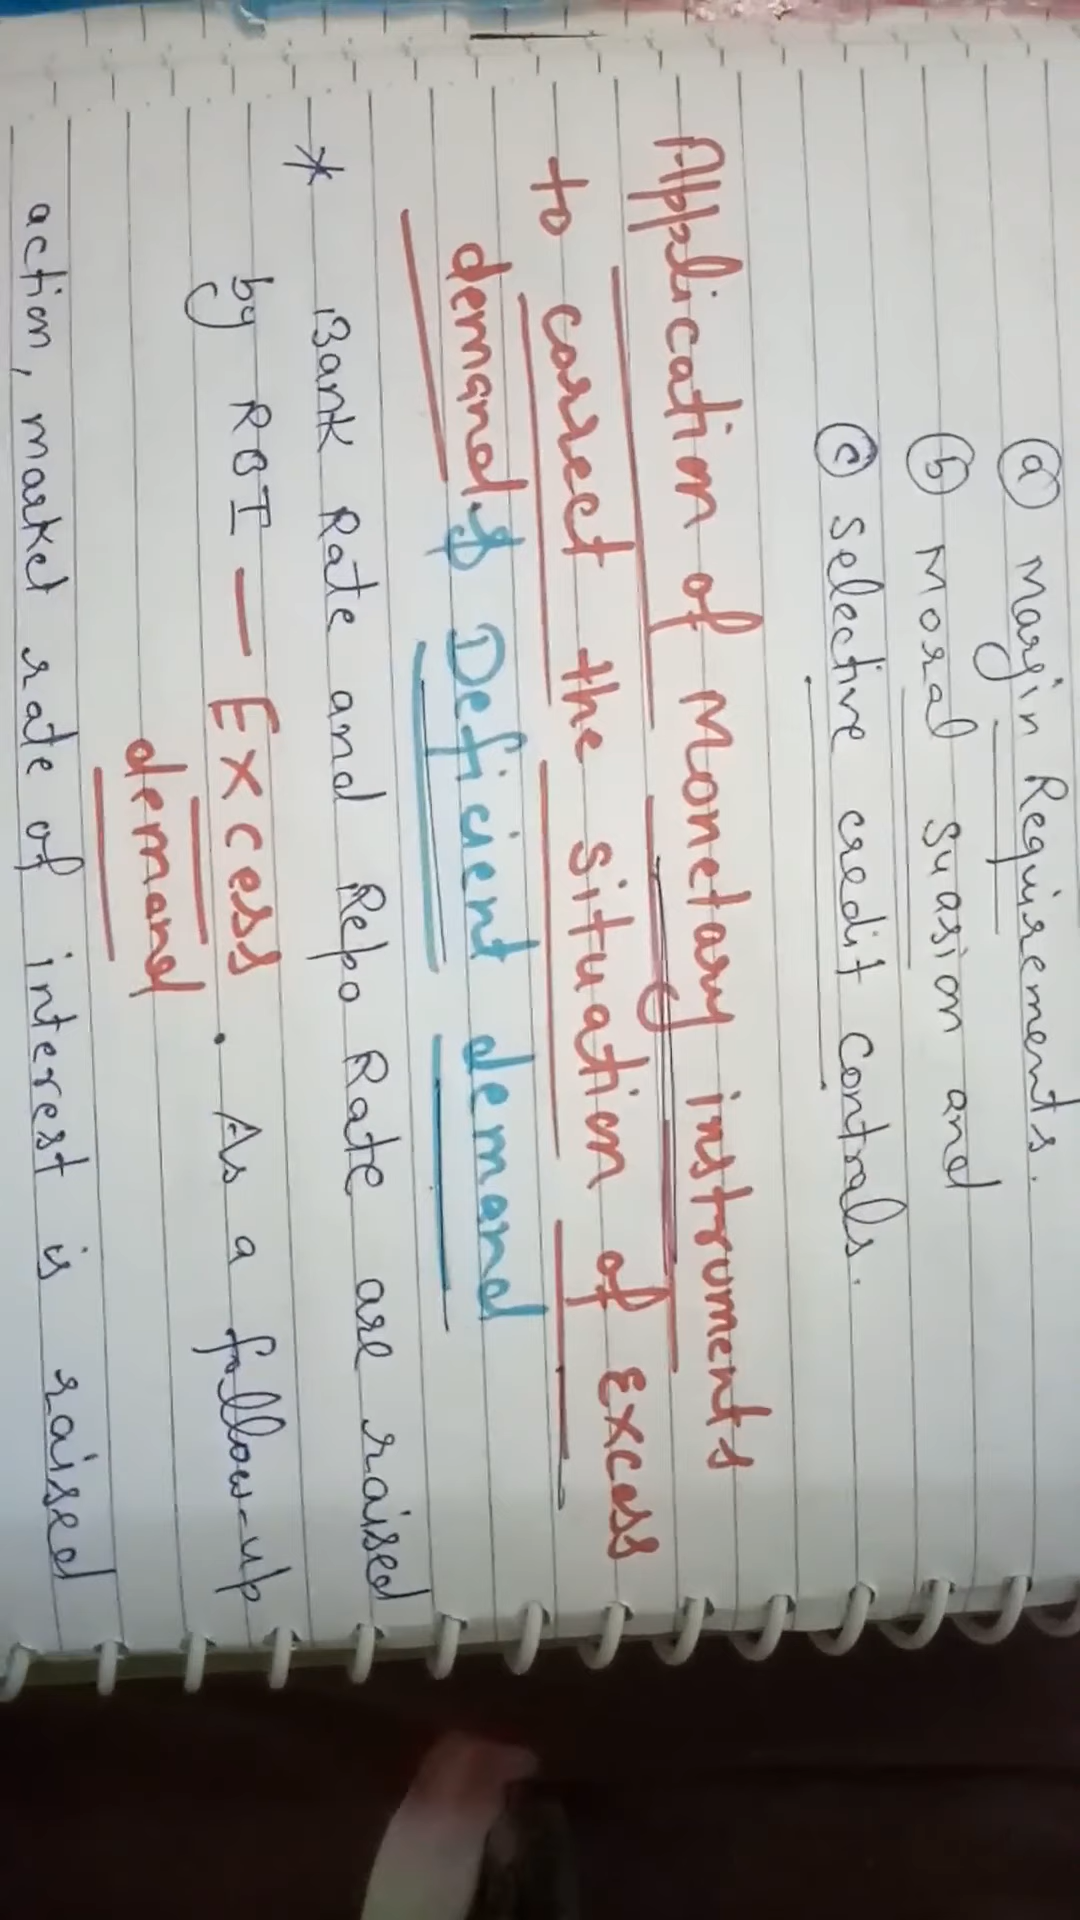 (a) Margin Requirements.
(b) Moral suasion and
(c) Selective credit controls.
Application of Monetary instruments
to correct the situation of Excess
demand & Deficient demand
* Bank Rate and Repo Rate are raised
by RBI — Excess . As a follow-up
demand
action, market rate of interest is raised